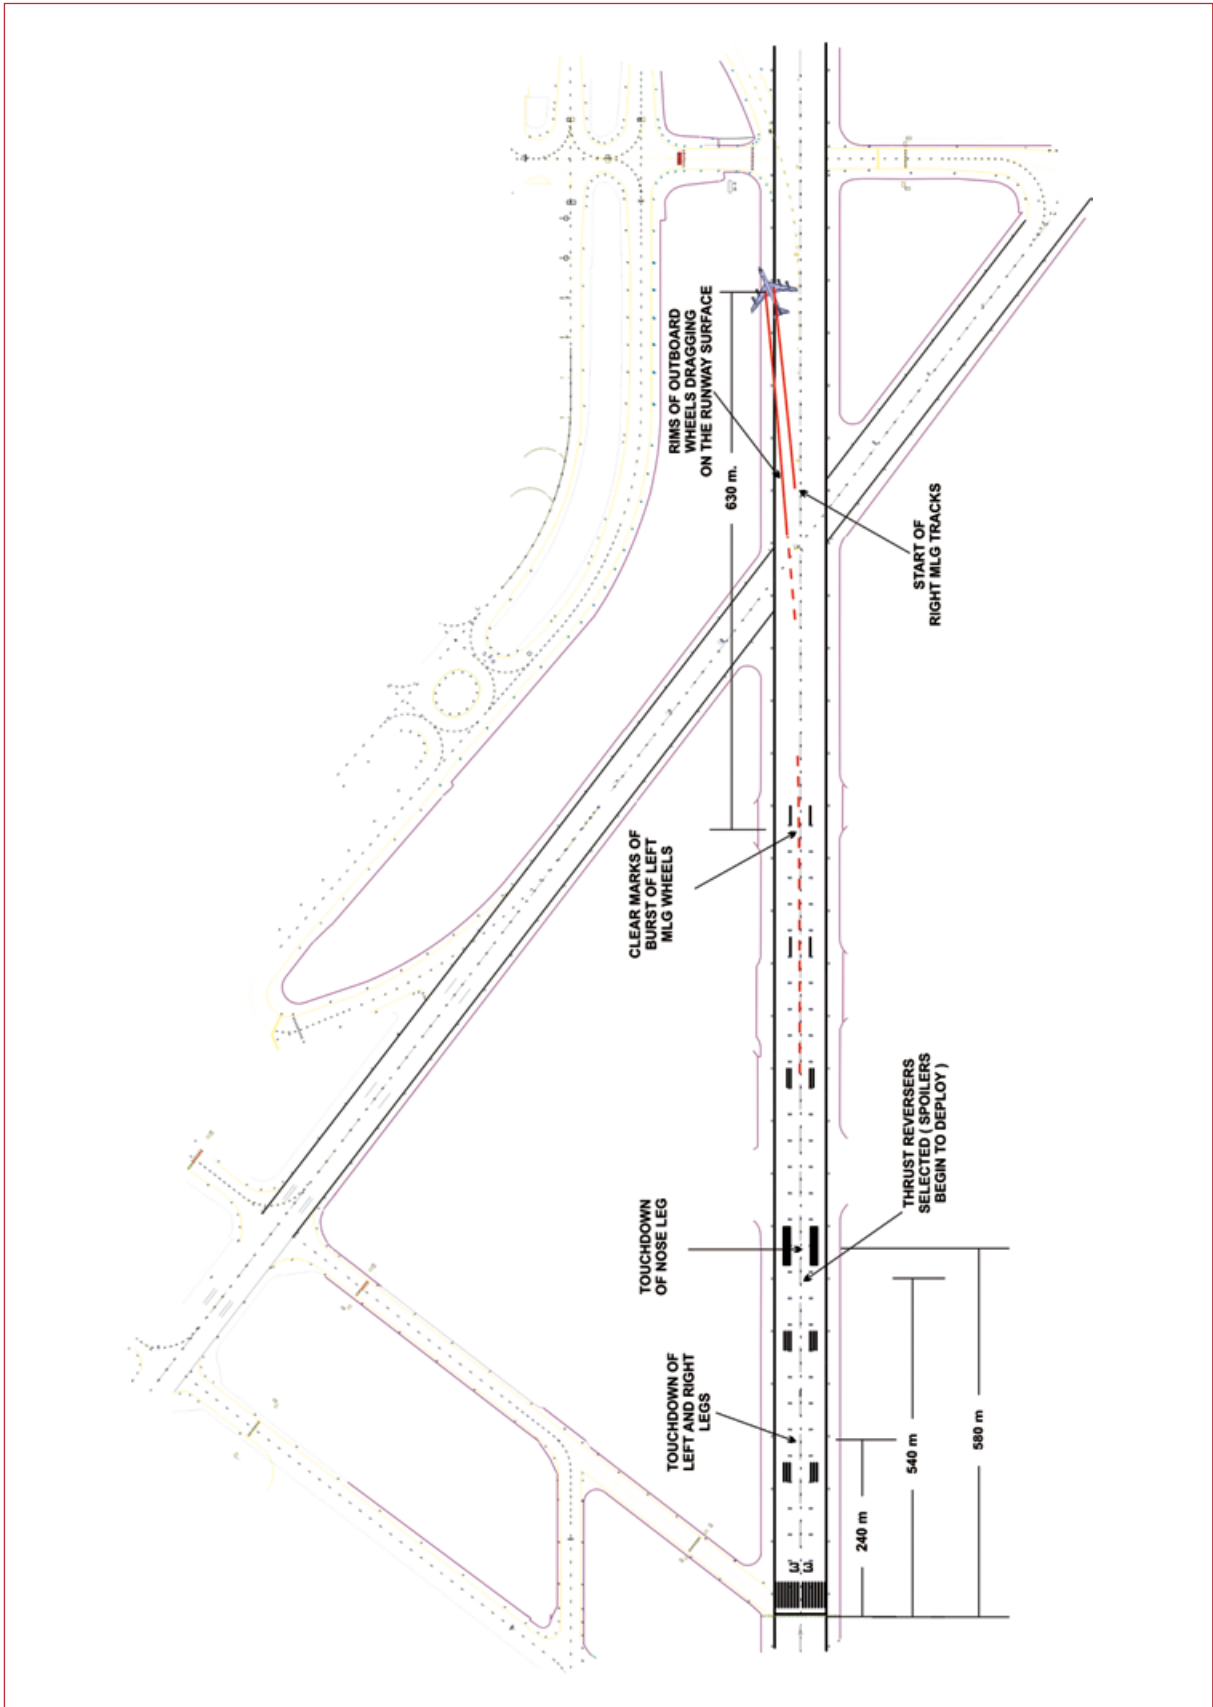 RIMS OF OUTBOARD
WHEELS DRAGGING
ON THE RUNWAY SURFACE
630 m.
START OF
RIGHT MLG TRACKS
CLEAR MARKS OF
BURST OF LEFT
MLG WHEELS
THRUST REVERSERS
SELECTED ( SPOILERS
BEGIN TO DEPLOY )
TOUCHDOWN
OF NOSE LEG
TOUCHDOWN OF
LEFT AND RIGHT
LEGS
580 m
540 m
240 m
33